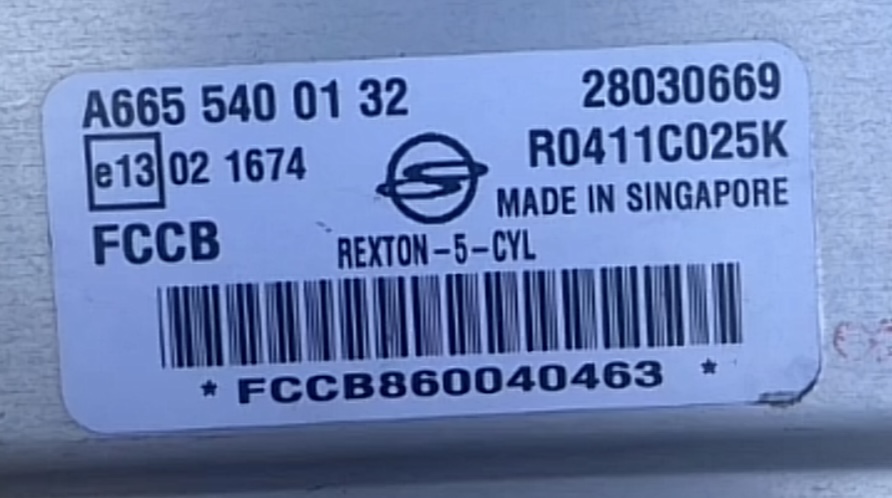 A665 540 01 32 28030669
e13 02 1674 R0411C025K
MADE IN SINGAPORE
FCCB REXTON-5-CYL
* FCCB860040463 *